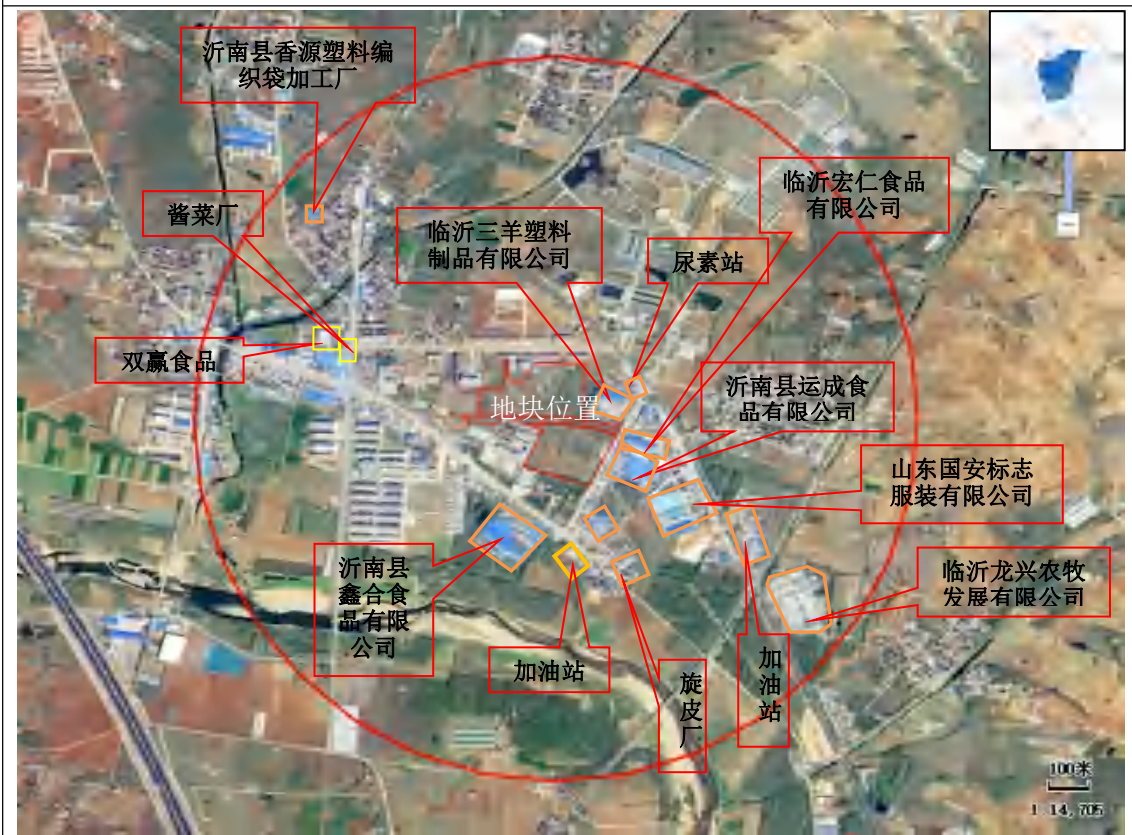 沂南县香源塑料编
织袋加工厂
酱菜厂
临沂三羊塑料
制品有限公司
尿素站
临沂宏仁食品
有限公司
双赢食品
地块位置
沂南县运成食
品有限公司
山东国安标志
服装有限公司
沂南县
鑫合食
品有限
公司
加油站
旋皮厂
加油站
临沂龙兴农牧
发展有限公司
100米
1:14,705